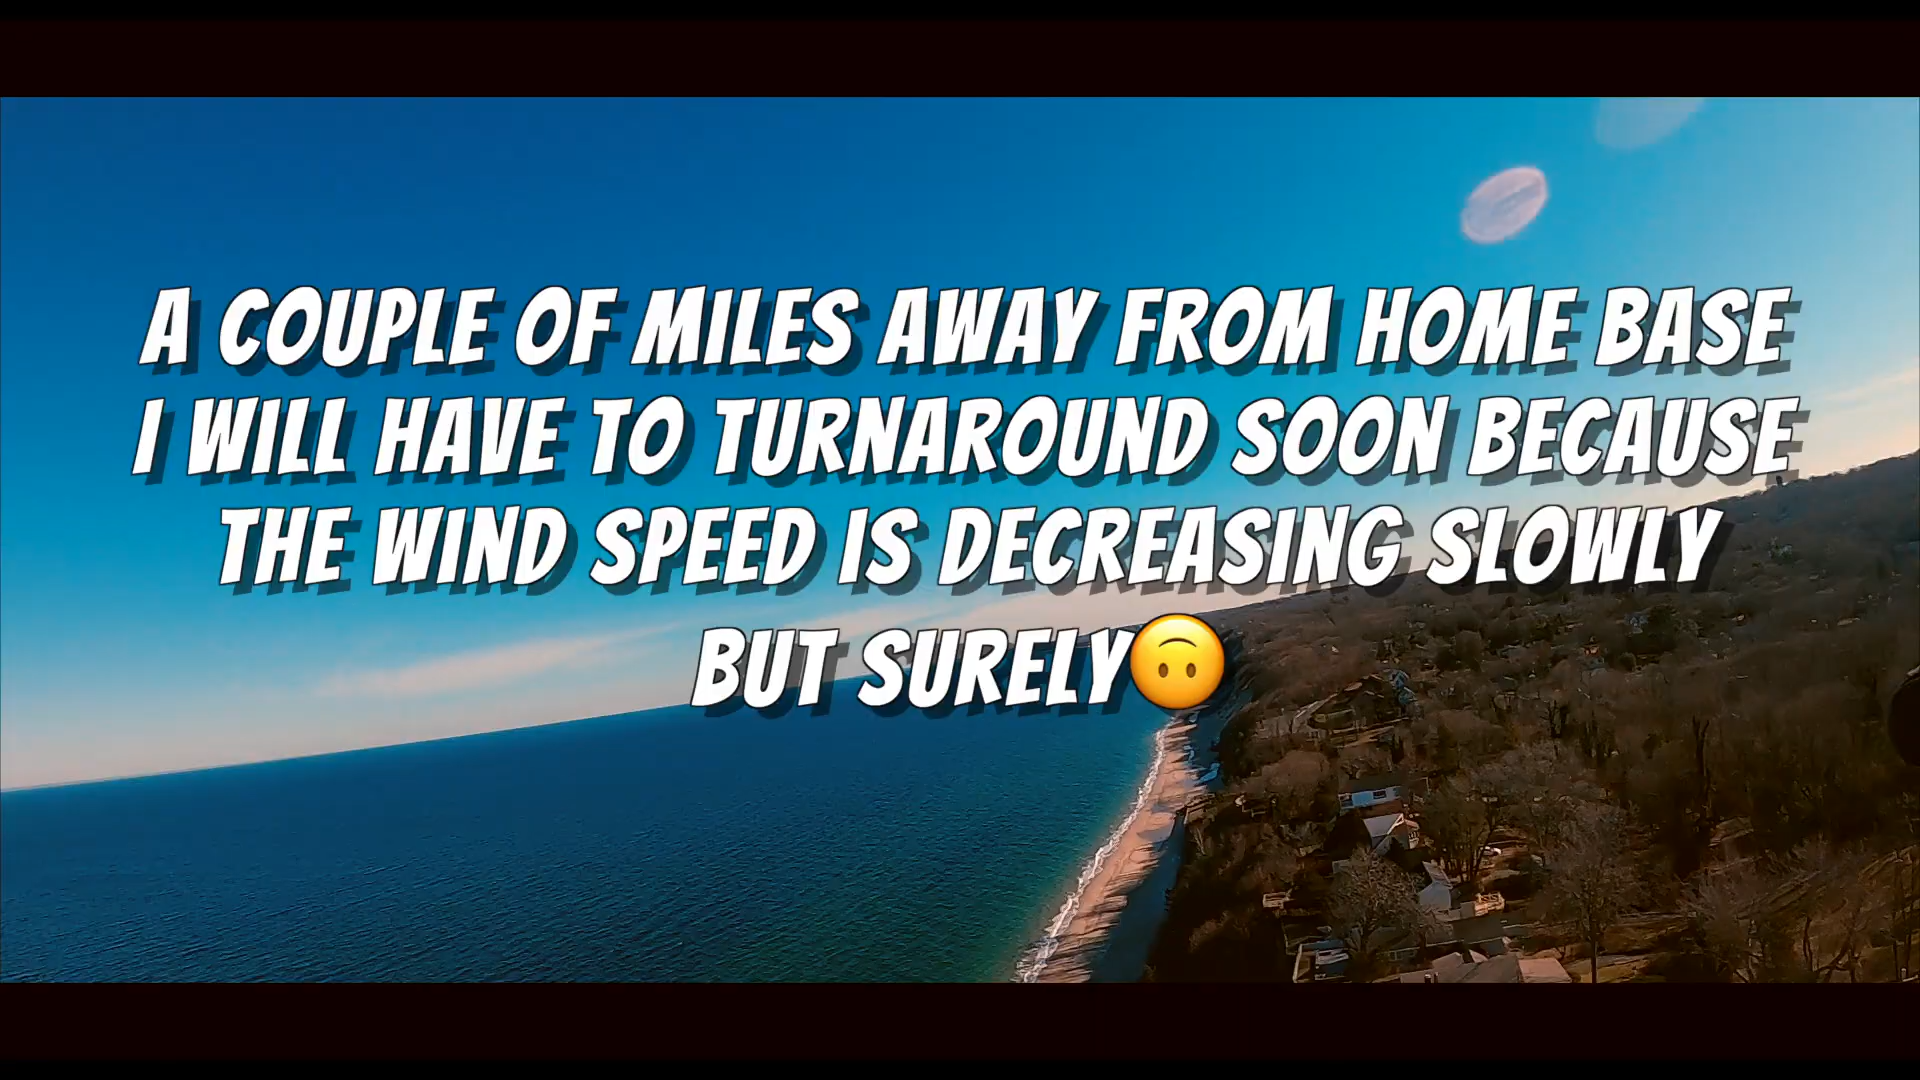 A COUPLE OF MILES AWAY FROM HOME BASE
I WILL HAVE TO TURNAROUND SOON BECAUSE
THE WIND SPEED IS DECREASING SLOWLY
BUT SURELY🙃